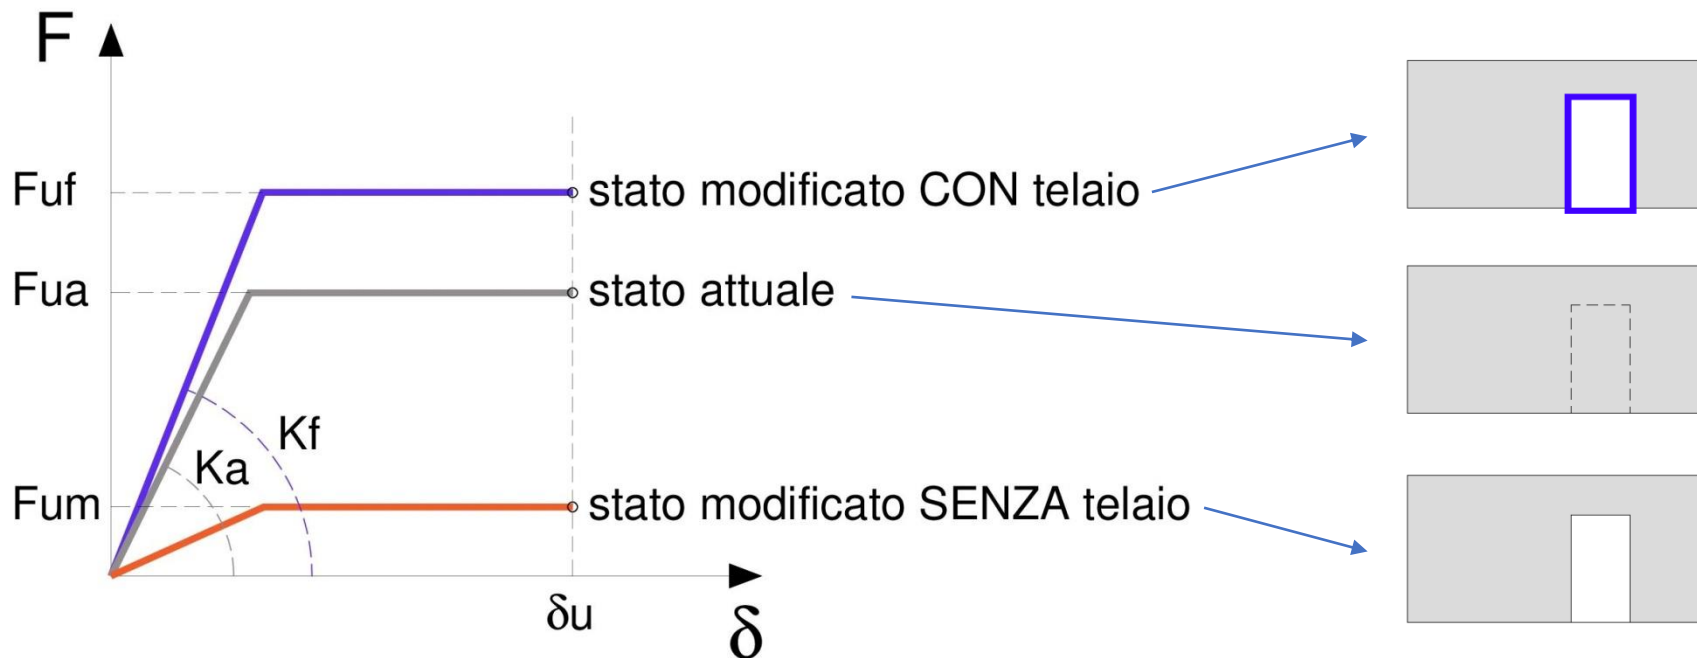 F
Fuf
stato modificato CON telaio
Fua
stato attuale
Kf
Ka
Fum
stato modificato SENZA telaio
δu
δ